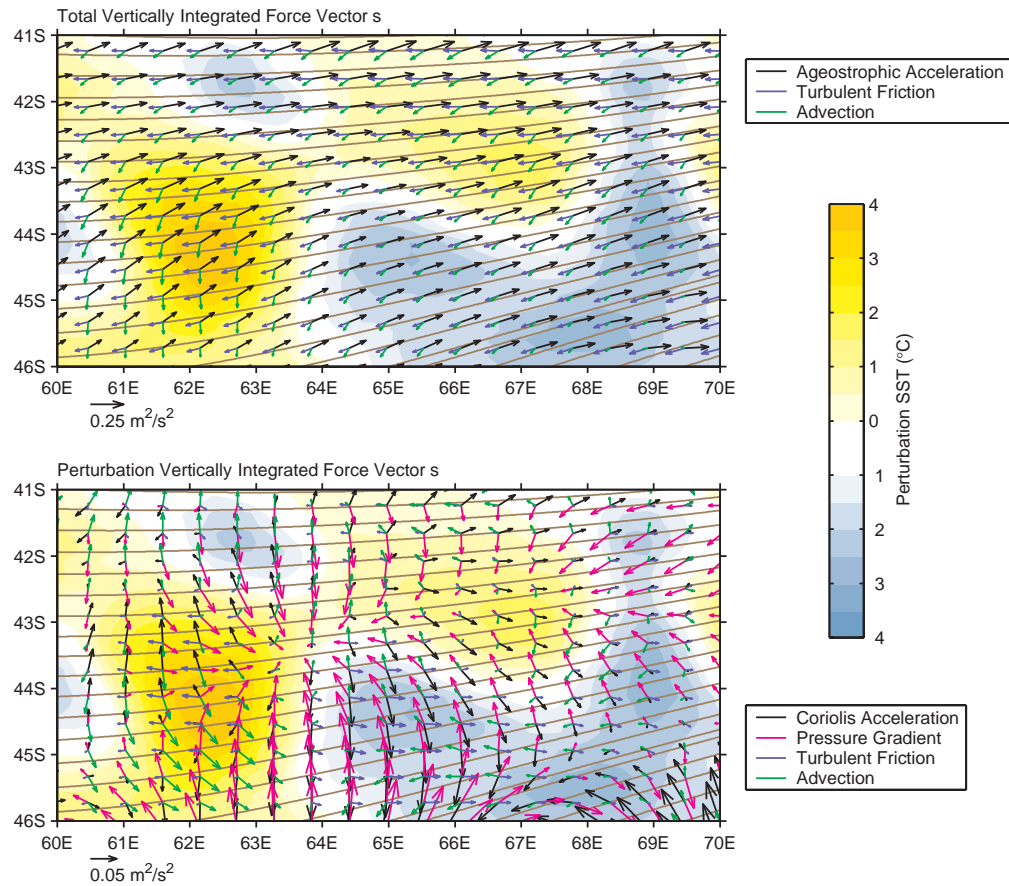 Total Vertically Integrated Force Vector s
41S
42S
43S
44S
45S
46S
60E 61E 62E 63E 64E 65E 66E 67E 68E 69E 70E
0.25 m²/s²
Ageostrophic Acceleration
Turbulent Friction
Advection
4
3
2
1
0
1
2
3
4
Perturbation SST (°C)
Perturbation Vertically Integrated Force Vector s
41S
42S
43S
44S
45S
46S
60E 61E 62E 63E 64E 65E 66E 67E 68E 69E 70E
0.05 m²/s²
Coriolis Acceleration
Pressure Gradient
Turbulent Friction
Advection